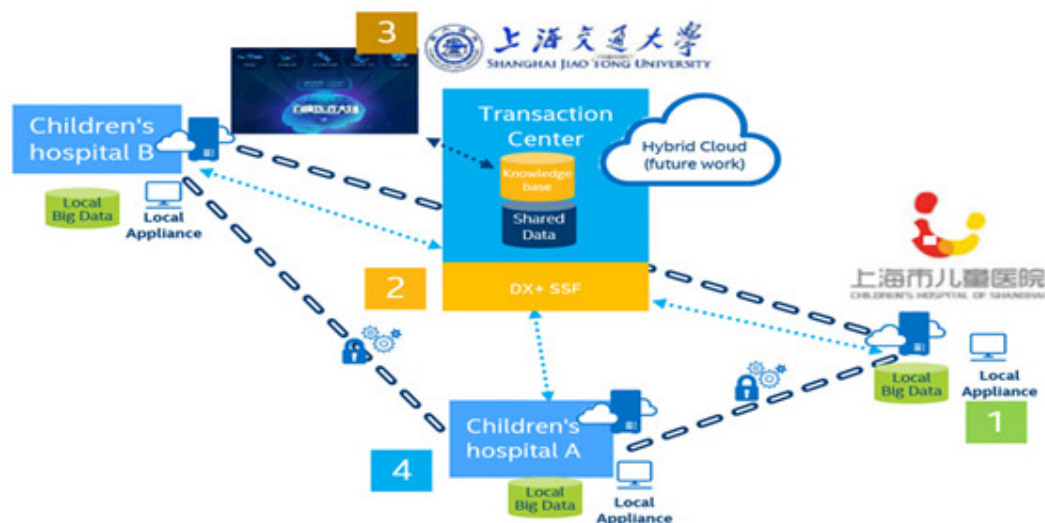 3
上海交通大学
SHANGHAI JIAO TONG UNIVERSITY
Children's
hospital B
Transaction
Center
Hybrid Cloud
(future work)
Knowledge
base
Shared
Data
Local
Big Data
Local
Appliance
上海市儿童医院
CHILDREN'S HOSPITAL OF SHANGHAI
2
DX+ SSF
Local
Big Data
Local
Appliance
1
Children's
hospital A
4
Local
Big Data
Local
Appliance